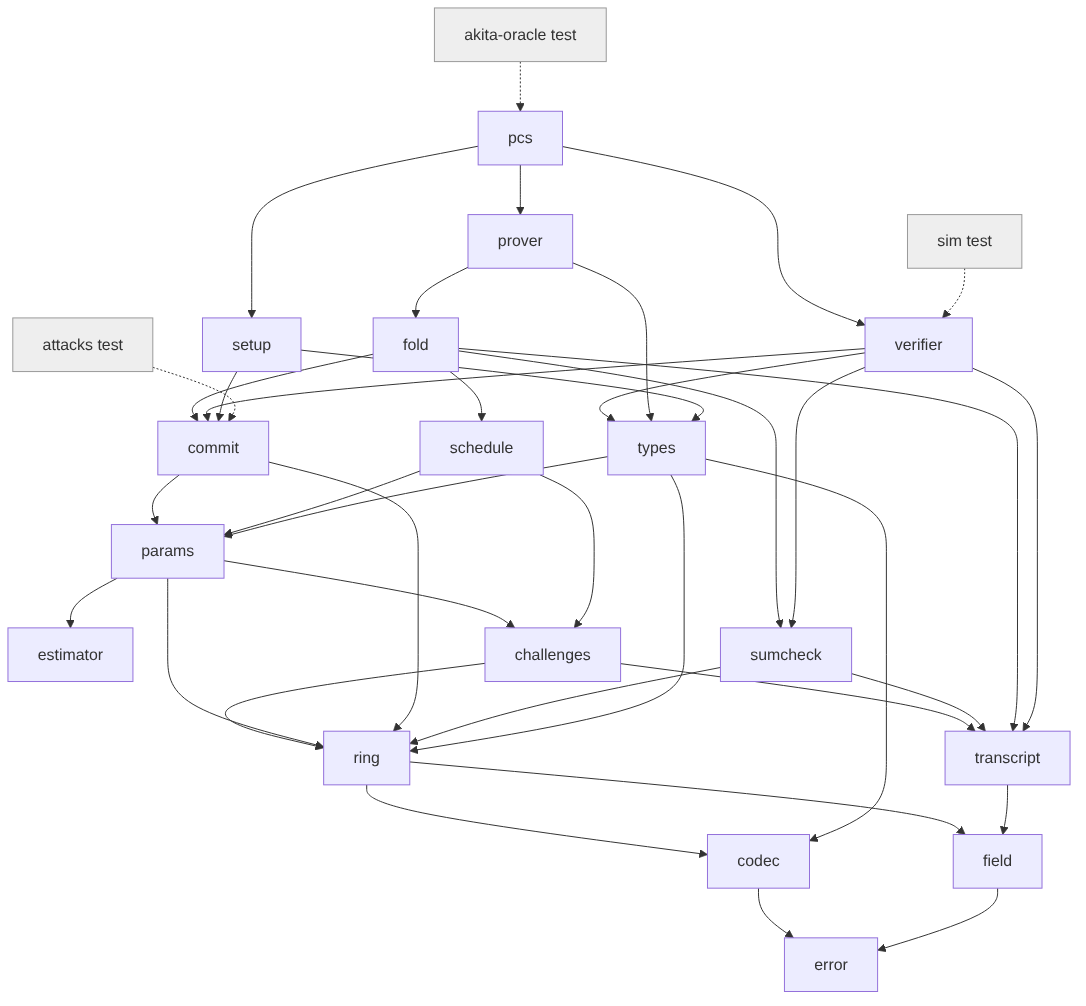 akita-oracle test
pcs
prover
sim test
attacks test
setup
fold
verifier
commit
schedule
types
params
estimator
challenges
sumcheck
ring
transcript
codec
field
error